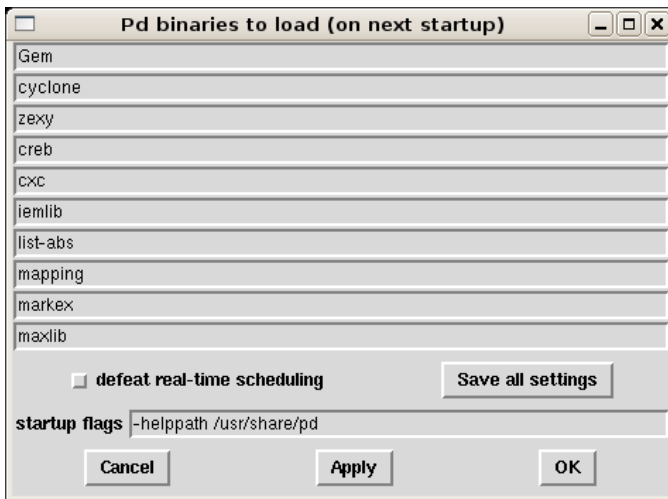 Pd binaries to load (on next startup)
Gem
cyclone
zexy
creb
cxc
iemlib
list-abs
mapping
markex
maxlib
defeat real-time scheduling Save all settings
startup flags -helppath /usr/share/pd
Cancel Apply OK